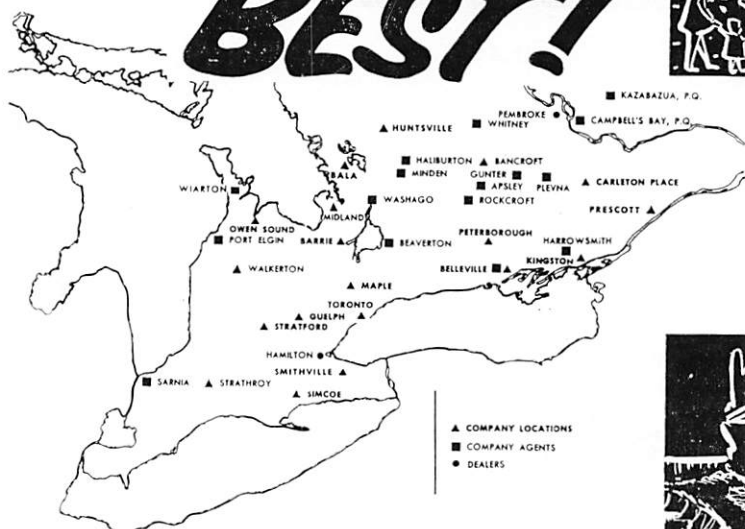 BEST!
■ KAZABAZUA, P.Q.
PEMBROKE ●
■ CAMPBELL'S BAY, P.Q.
■ WHITNEY
▲ HUNTSVILLE
■ HALIBURTON
▲ BANCROFT
▲ BALA
■ MINDEN
GUNTER ■
■ PLEVNA
▲ CARLETON PLACE
■ APSLEY
WIARTON ■
■ WASHAGO
■ ROCKCROFT
MIDLAND
PRESCOTT ▲
OWEN SOUND
■ PORT ELGIN
BARRIE ▲
■ BEAVERTON
PETERBOROUGH
HARROWSMITH
▲ WALKERTON
BELLEVILLE ■ ▲
KINGSTON
▲ MAPLE
TORONTO
▲ GUELPH
▲ STRATFORD
HAMILTON ●
SMITHVILLE ▲
■ SARNIA
▲ STRATHROY
▲ SIMCOE
▲ COMPANY LOCATIONS
■ COMPANY AGENTS
● DEALERS